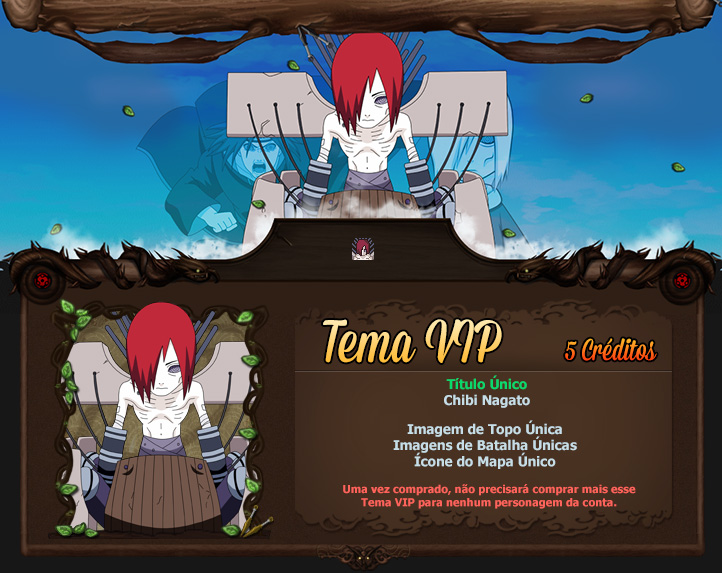 Tema VIP
5 Créditos
Título Único
Chibi Nagato
Imagem de Topo Única
Imagens de Batalha Únicas
Ícone do Mapa Único
Uma vez comprado, não precisará comprar mais esse
Tema VIP para nenhum personagem da conta.